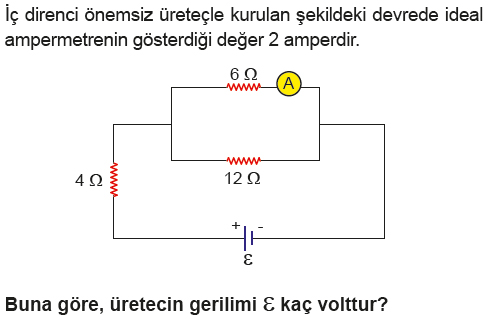 İç direnci önemsiz üreteçle kurulan şekildeki devrede ideal
ampermetrenin gösterdiği değer 2 amperdir.
6 Ω
A
4 Ω
12 Ω
+ -
ε
Buna göre, üretecin gerilimi ε kaç volttur?